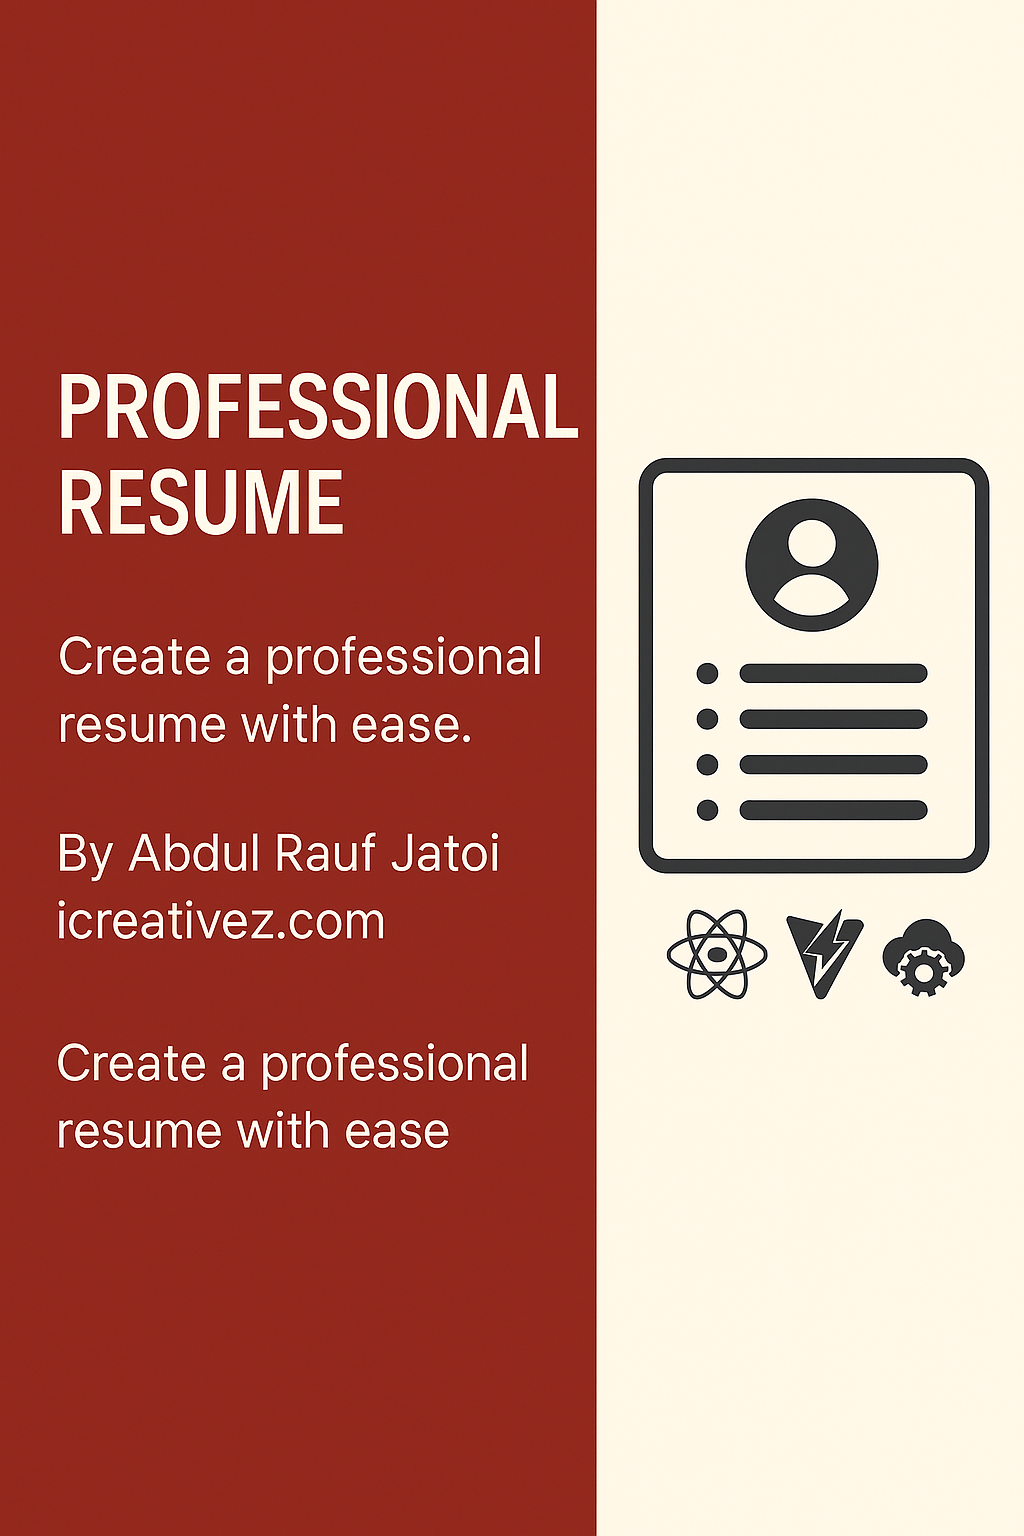 PROFESSIONAL
RESUME
Create a professional
resume with ease.
By Abdul Rauf Jatoi
icreativez.com
Create a professional
resume with ease